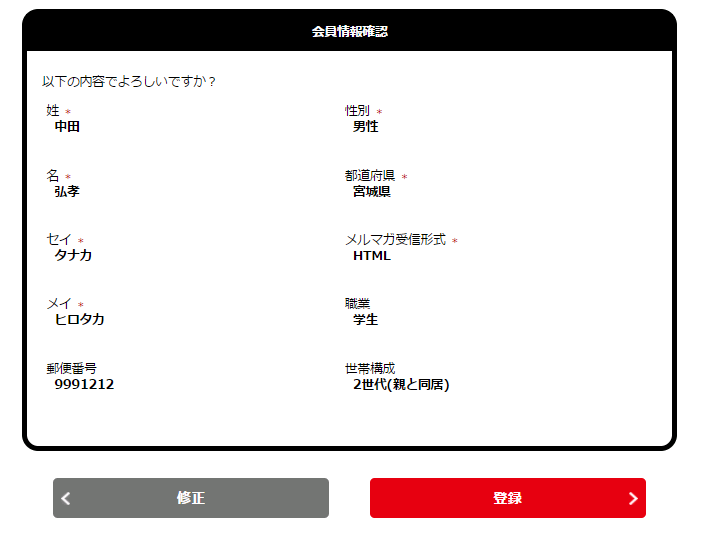 会員情報確認
以下の内容でよろしいですか？
姓 *
中田
性別 *
男性
名 *
弘孝
都道府県 *
宮城県
セイ *
タナカ
メルマガ受信形式 *
HTML
メイ *
ヒロタカ
職業
学生
郵便番号
9991212
世帯構成
2世代(親と同居)
修正
登録